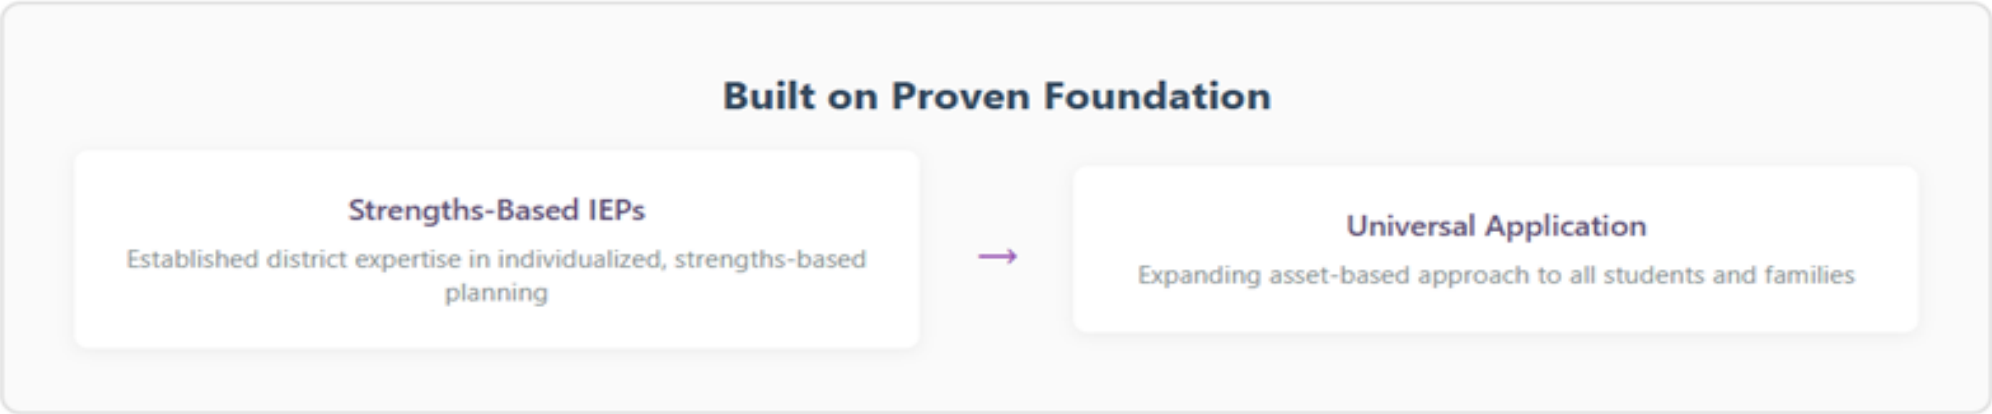 Built on Proven Foundation
Strengths-Based IEPs
Established district expertise in individualized, strengths-based
planning
→
Universal Application
Expanding asset-based approach to all students and families